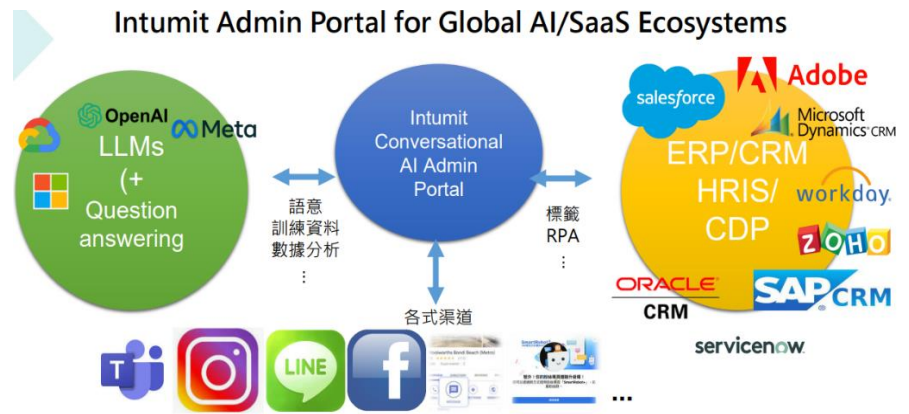 Intumit Admin Portal for Global AI/SaaS Ecosystems
OpenAI
Meta
LLMs
(+
Question
answering
語意
訓練資料
數據分析
⋮
Intumit
Conversational
AI Admin
Portal
標籤
RPA
⋮
各式渠道
salesforce
Adobe
Microsoft
Dynamics CRM
ERP/CRM
HRIS/
CDP
workday.
ZOHO
ORACLE
CRM
SAP CRM
servicenow
T
LINE
f
...